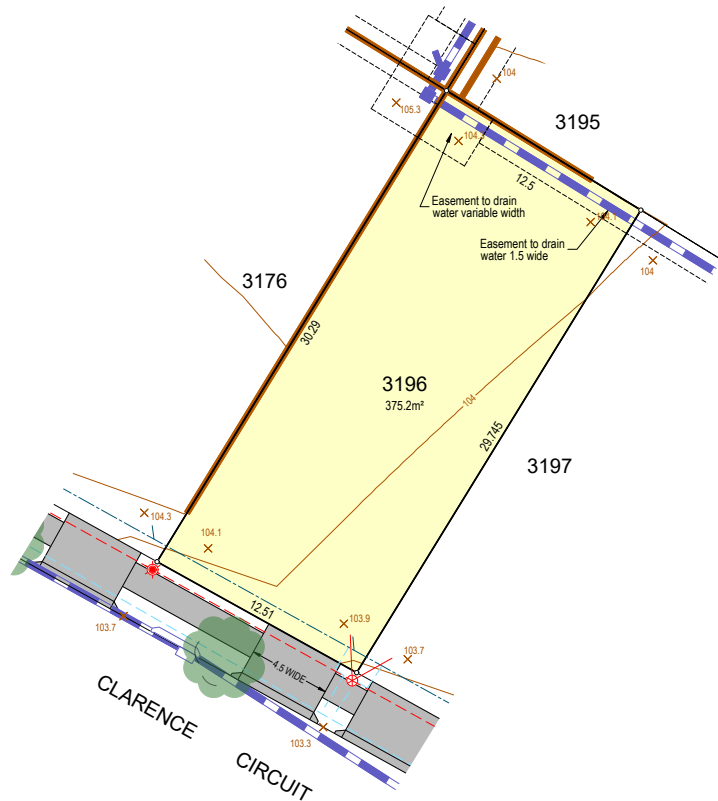 104
105.3
3195
104
12.5
Easement to drain
water variable width
104.1
Easement to drain
water 1.5 wide
104
3176
30.29
3196
375.2m²
104
29.745
3197
104.3
104.1
12.51
103.9
103.7
103.7
4.5 WIDE
103.3
CLARENCE
CIRCUIT